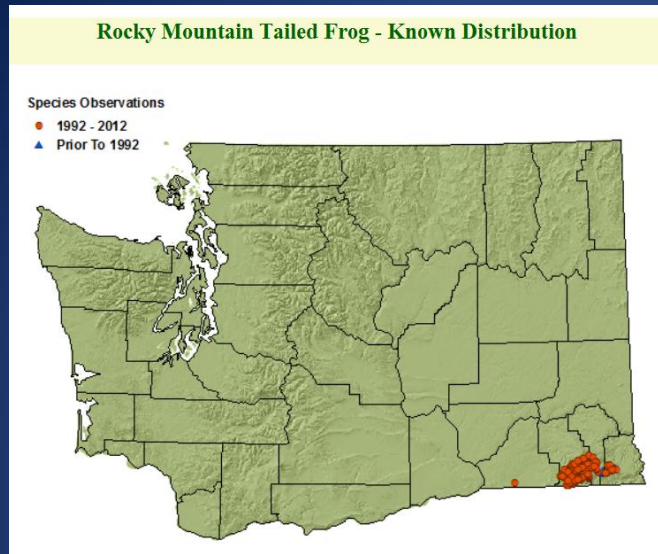 Rocky Mountain Tailed Frog - Known Distribution
Species Observations
1992 - 2012
Prior To 1992